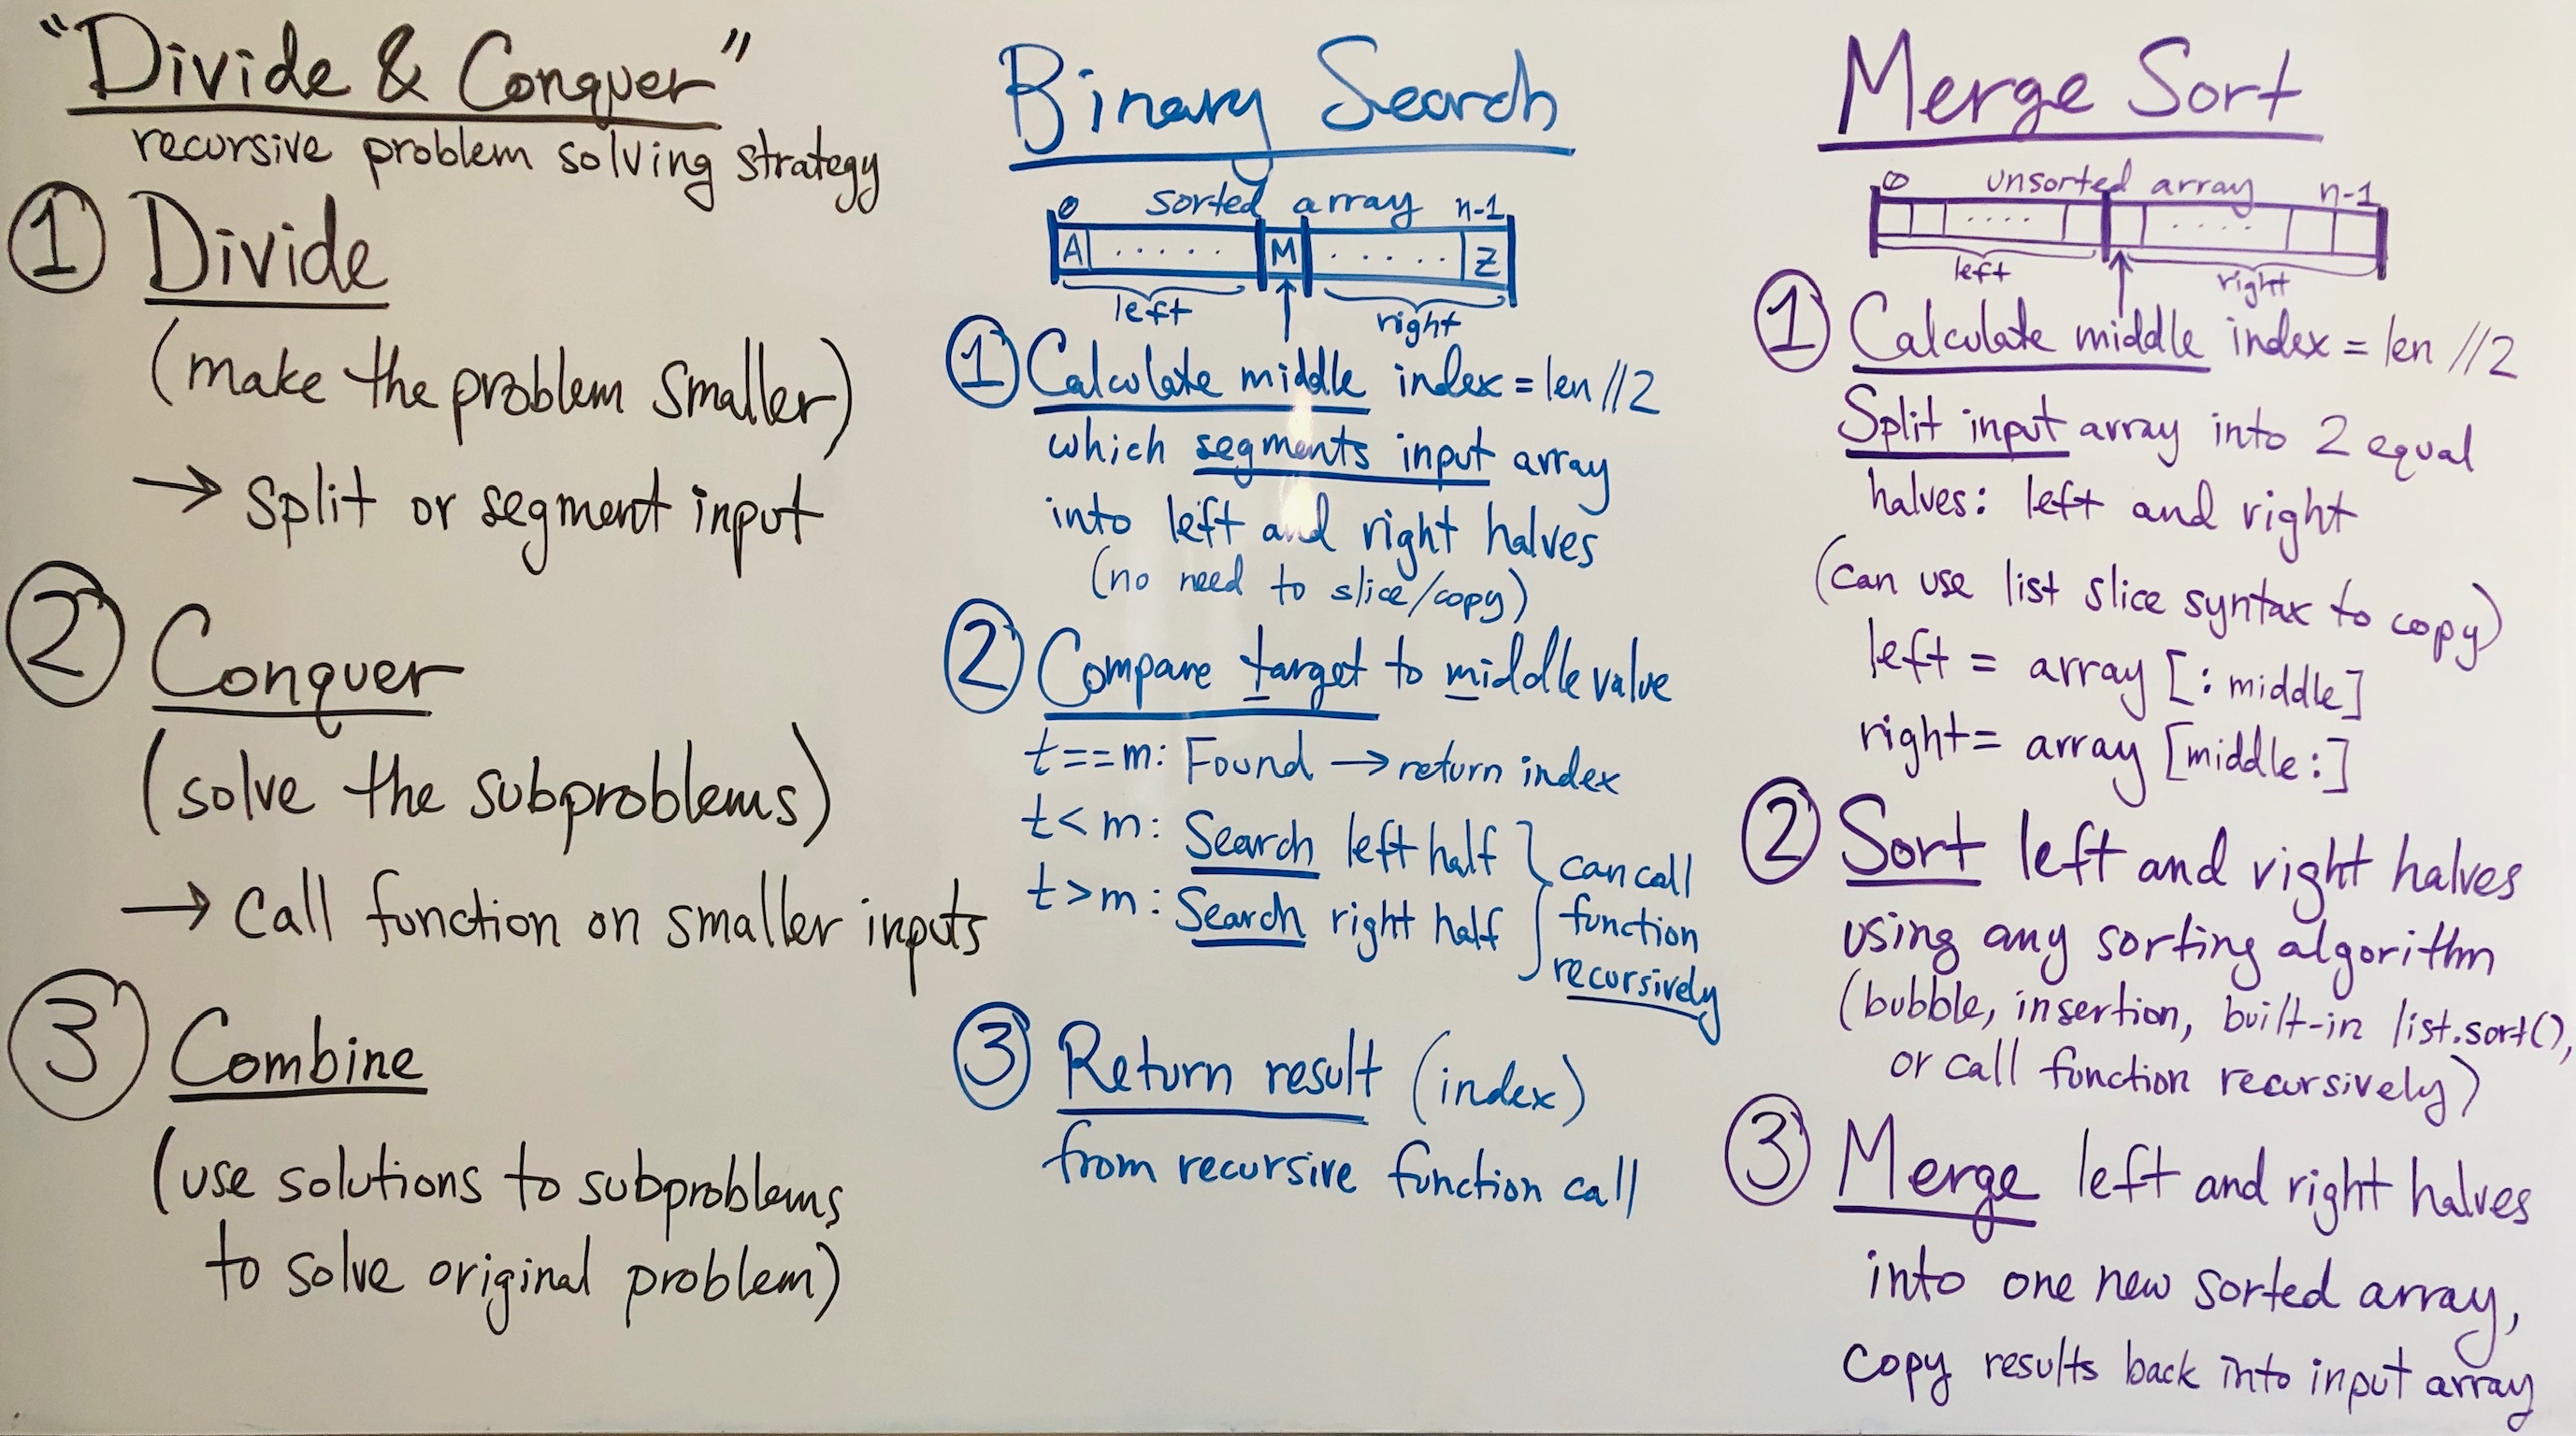 "Divide & Conquer"
recursive problem solving strategy
① Divide
(make the problem smaller)
→ split or segment input
② Conquer
(solve the subproblems)
→ call function on smaller inputs
③ Combine
(use solutions to subproblems
to solve original problem)
Binary Search
0 sorted array n-1
A ..... M ..... Z
left right
① Calculate middle index = len//2
which segments input array
into left and right halves
(no need to slice/copy)
② Compare target to middle value
t==m: Found → return index
t<m: Search left half
t>m: Search right half
can call
function
recursively
③ Return result (index)
from recursive function call
Merge Sort
0 unsorted array n-1
.... ....
left right
① Calculate middle index = len//2
Split input array into 2 equal
halves: left and right
(can use list slice syntax to copy)
left = array[:middle]
right = array[middle:]
② Sort left and right halves
using any sorting algorithm
(bubble, insertion, built-in list.sort(),
or call function recursively)
③ Merge left and right halves
into one new sorted array,
copy results back into input array